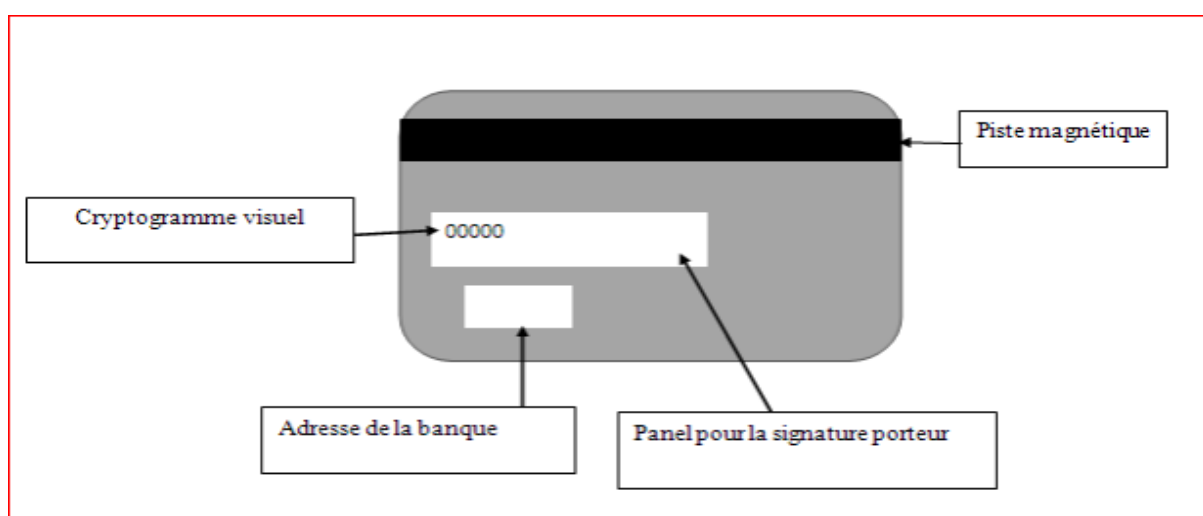 Piste magnétique
Cryptogramme visuel
00000
Adresse de la banque
Panel pour la signature porteur